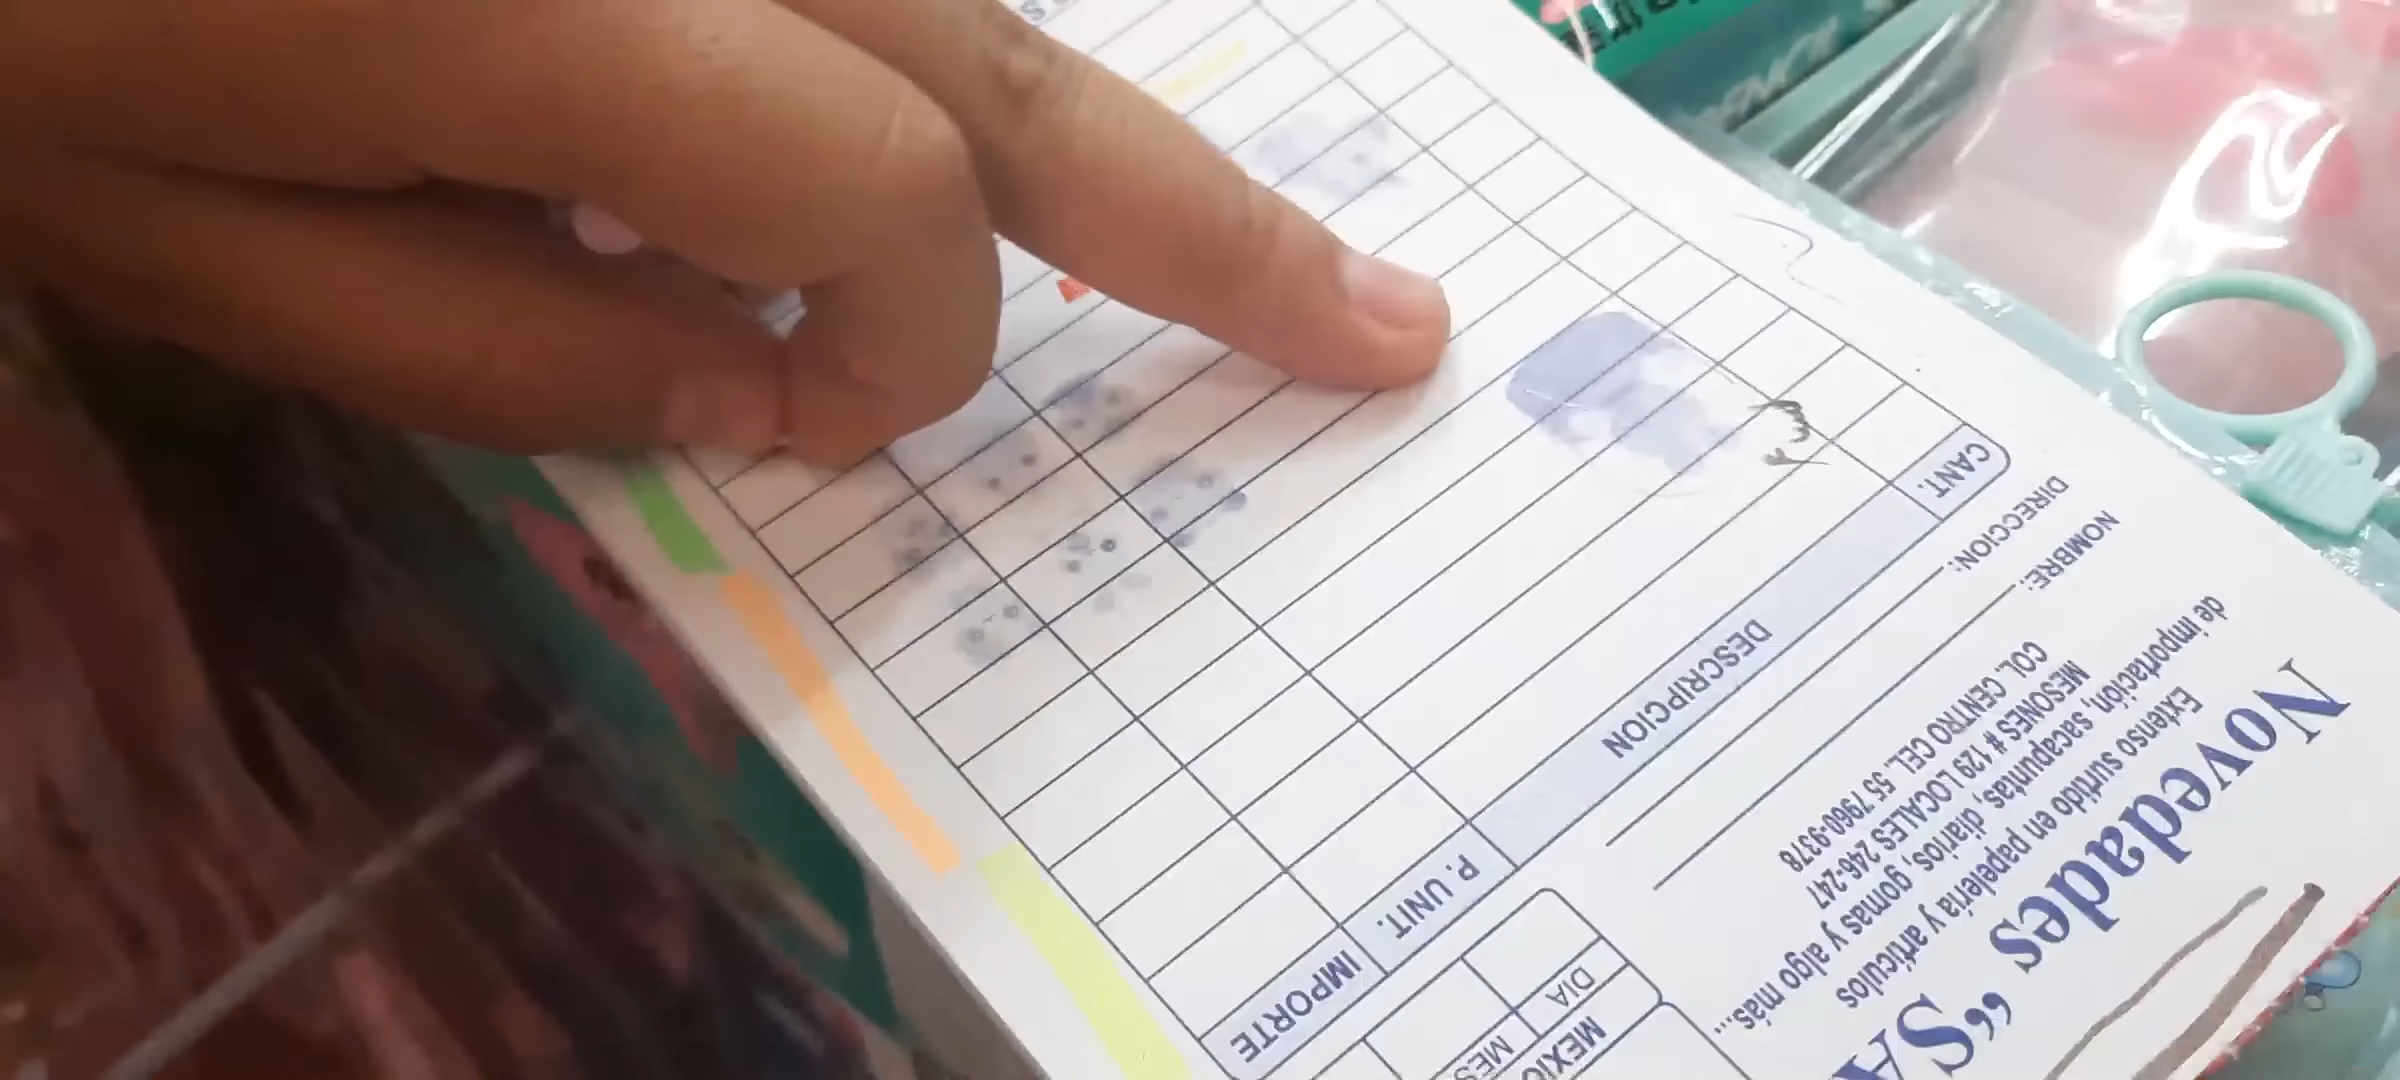 Novedades "SA
Extenso surtido en papelería y artículos
de importación, sacapuntas, diarios, gomas y algo más...
MESONES # 129 LOCALES 246-247
COL. CENTRO CEL. 55 7960-9378
MEXIC
DIA
MES
NOMBRE:
DIRECCION:
CANT.
DESCRIPCION
P. UNIT.
IMPORTE